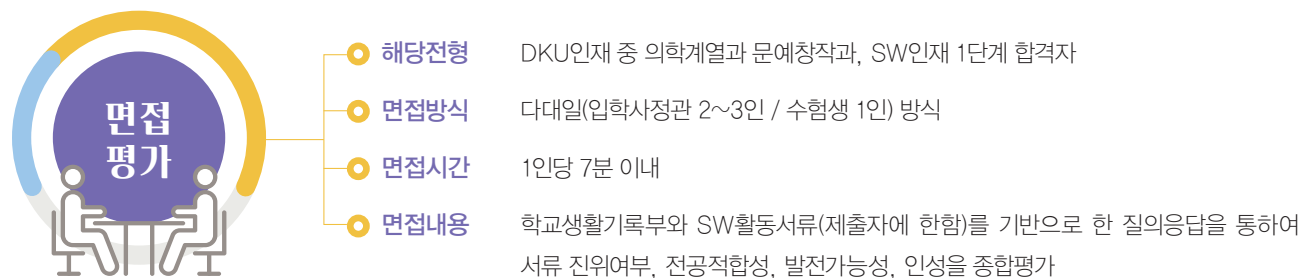 면접
평가
해당전형 DKU인재 중 의학계열과 문예창작과, SW인재 1단계 합격자
면접방식 다대일(입학사정관 2~3인 / 수험생 1인) 방식
면접시간 1인당 7분 이내
면접내용 학교생활기록부와 SW활동서류(제출자에 한함)를 기반으로 한 질의응답을 통하여
서류 진위여부, 전공적합성, 발전가능성, 인성을 종합평가